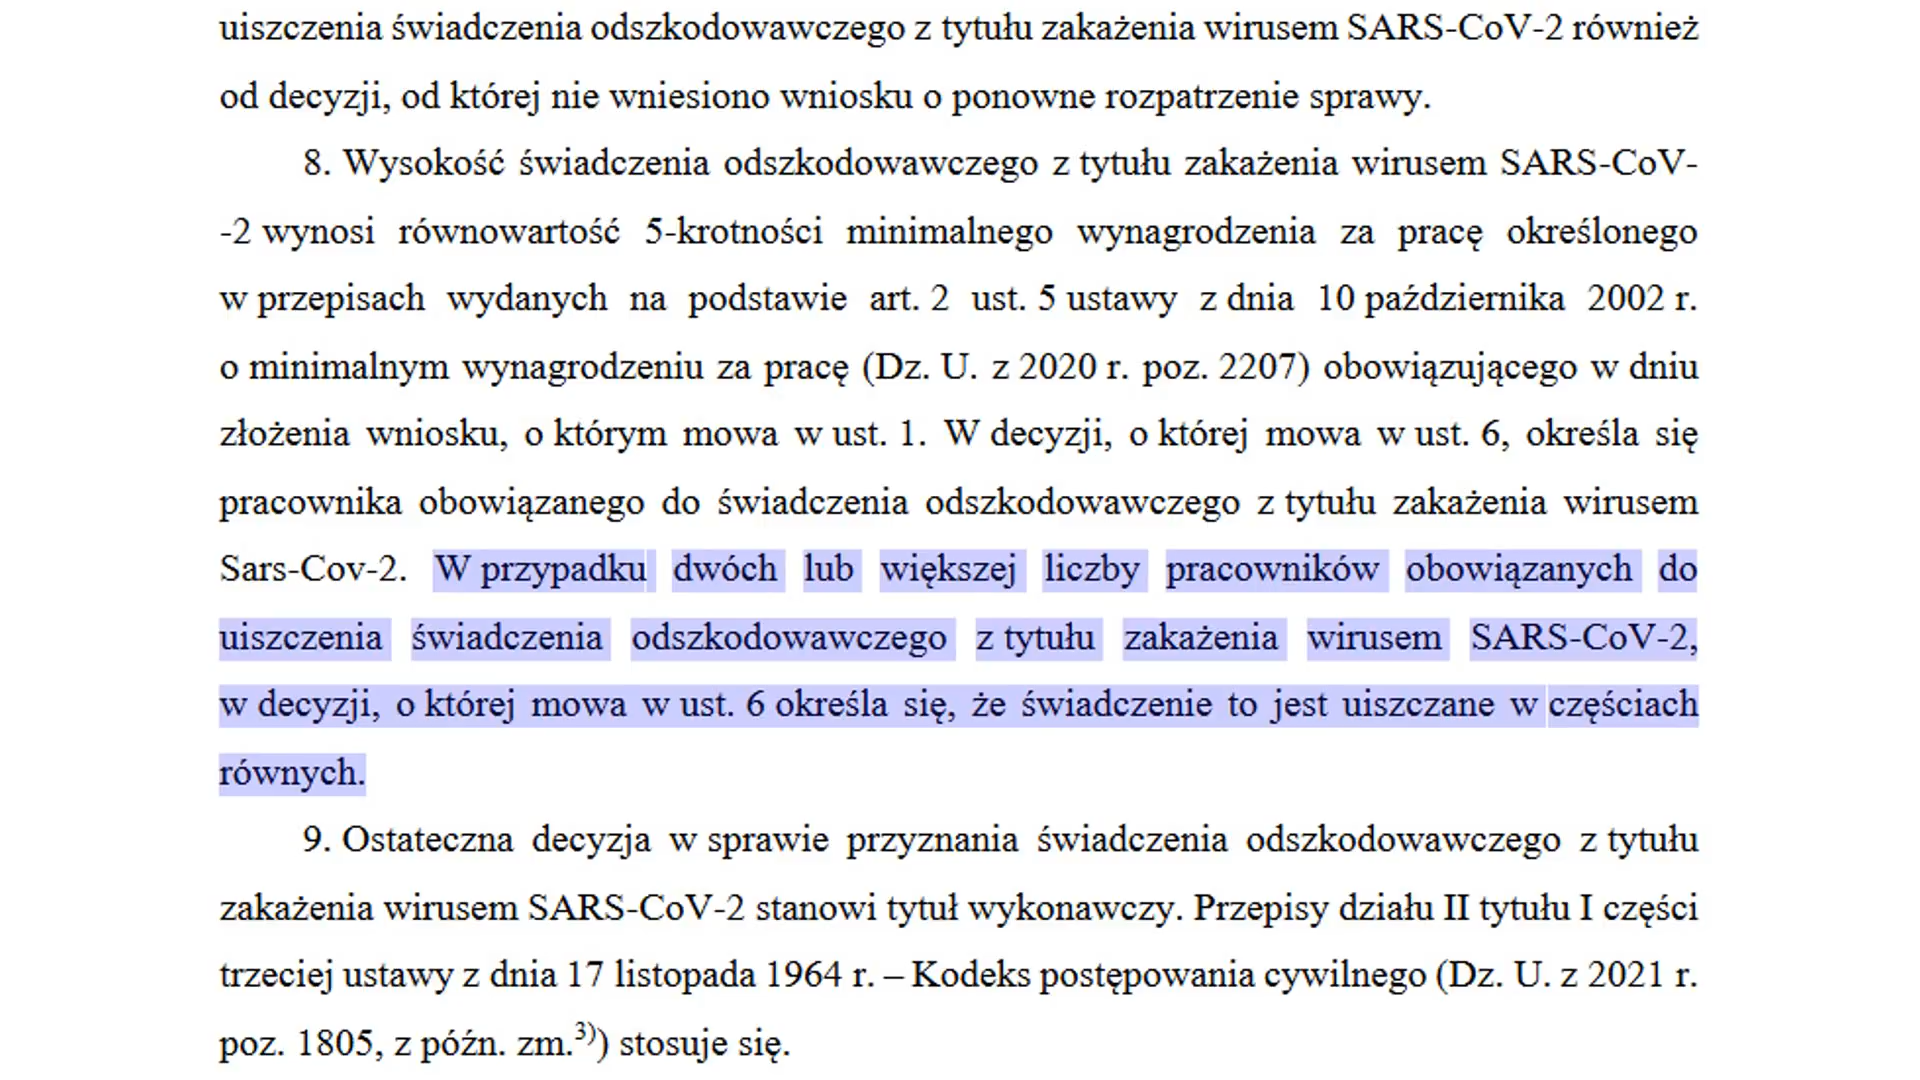 uiszczenia świadczenia odszkodowawczego z tytułu zakażenia wirusem SARS-CoV-2 również
od decyzji, od której nie wniesiono wniosku o ponowne rozpatrzenie sprawy.
8. Wysokość świadczenia odszkodowawczego z tytułu zakażenia wirusem SARS-CoV-
-2 wynosi równowartość 5-krotności minimalnego wynagrodzenia za pracę określonego
w przepisach wydanych na podstawie art. 2 ust. 5 ustawy z dnia 10 października 2002 r.
o minimalnym wynagrodzeniu za pracę (Dz. U. z 2020 r. poz. 2207) obowiązującego w dniu
złożenia wniosku, o którym mowa w ust. 1. W decyzji, o której mowa w ust. 6, określa się
pracownika obowiązanego do świadczenia odszkodowawczego z tytułu zakażenia wirusem
Sars-Cov-2. W przypadku dwóch lub większej liczby pracowników obowiązanych do
uiszczenia świadczenia odszkodowawczego z tytułu zakażenia wirusem SARS-CoV-2,
w decyzji, o której mowa w ust. 6 określa się, że świadczenie to jest uiszczane w częściach
równych.
9. Ostateczna decyzja w sprawie przyznania świadczenia odszkodowawczego z tytułu
zakażenia wirusem SARS-CoV-2 stanowi tytuł wykonawczy. Przepisy działu II tytułu I części
trzeciej ustawy z dnia 17 listopada 1964 r. – Kodeks postępowania cywilnego (Dz. U. z 2021 r.
poz. 1805, z późn. zm.³⁾) stosuje się.